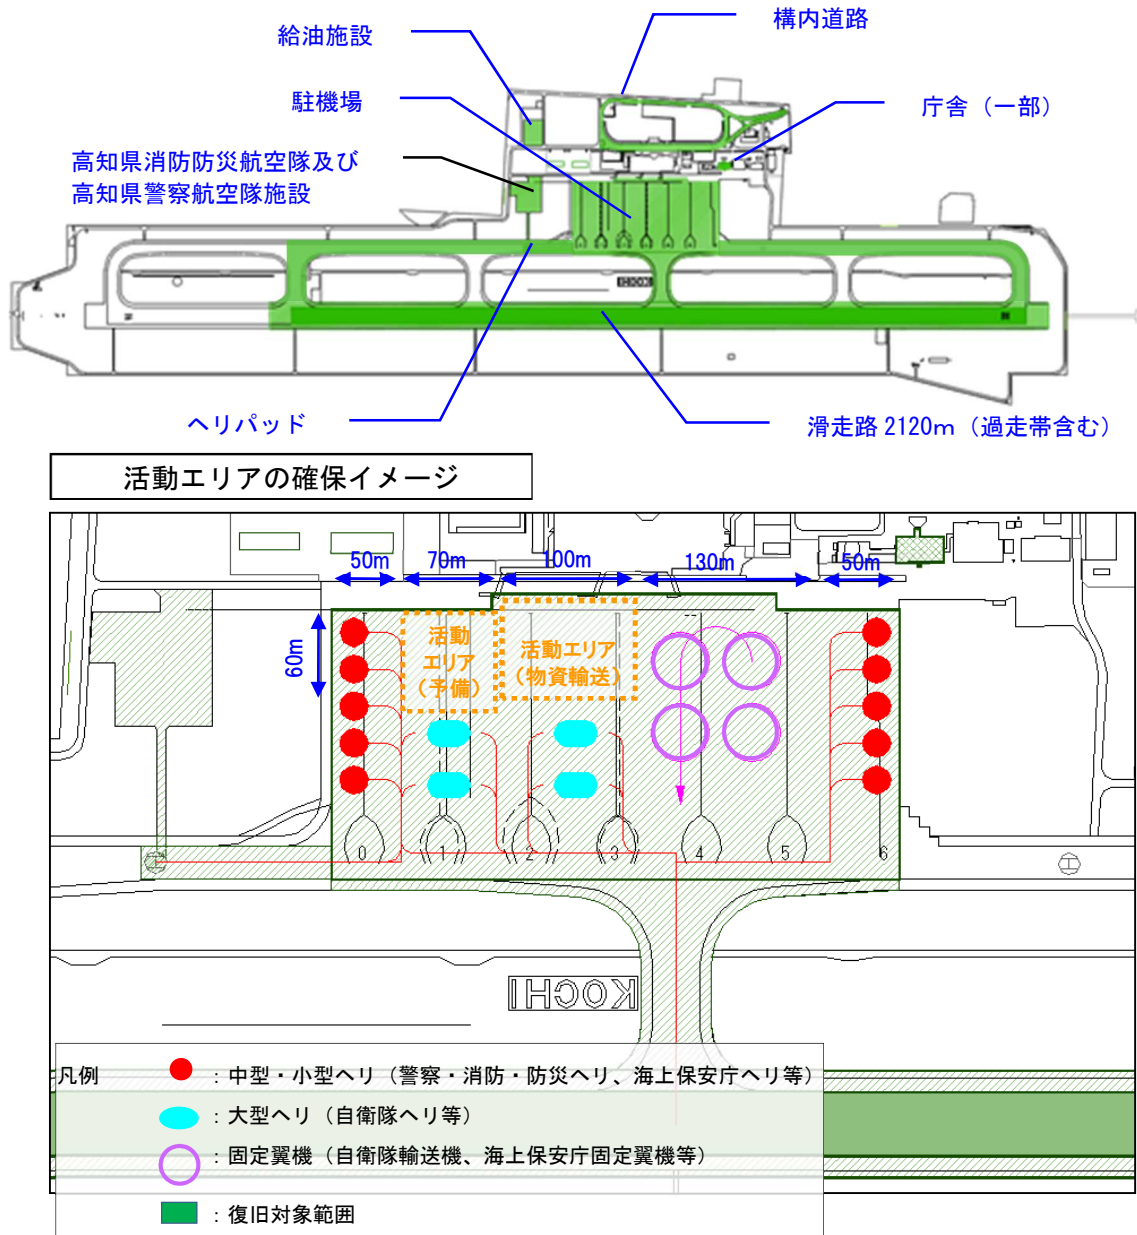 構内道路
給油施設
駐機場
庁舎（一部）
高知県消防防災航空隊及び
高知県警察航空隊施設
KOCHI
ヘリパッド
滑走路 2120m（過走帯含む）
活動エリアの確保イメージ
50m 70m 100m 130m 50m
60m
活動
エリア
（予備）
活動エリア
（物資輸送）
0 1 2 3 4 5 6
KOCHI
凡例
：中型・小型ヘリ（警察・消防・防災ヘリ、海上保安庁ヘリ等）
：大型ヘリ（自衛隊ヘリ等）
：固定翼機（自衛隊輸送機、海上保安庁固定翼機等）
：復旧対象範囲